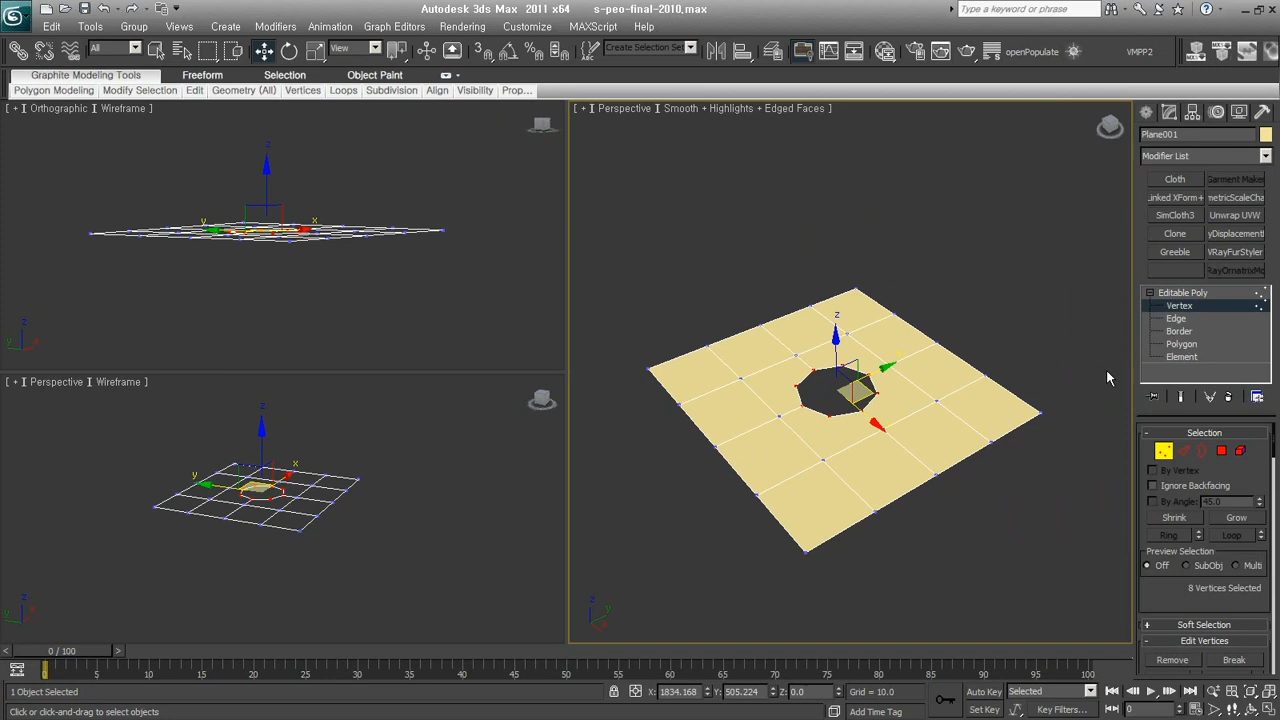 Autodesk 3ds Max 2011 x64 s-peo-final-2010.max
Type a keyword or phrase
Edit Tools Group Views Create Modifiers Animation Graph Editors Rendering Customize MAXScript Help
All View Create Selection Set openPopulate VMPP2
Graphite Modeling Tools Freeform Selection Object Paint
Polygon Modeling Modify Selection Edit Geometry (All) Vertices Loops Subdivision Align Visibility Prop...
[ + ] Orthographic ] Wireframe ]
[ + ] Perspective ] Smooth + Highlights + Edged Faces ]
[ + ] Perspective ] Wireframe ]
z
y
x
z
z
y
x
z
z
y
Plane001
Modifier List
Cloth Garment Make
Linked XForm+ metricScaleCha
SimCloth3 Unwrap UVW
Clone yDisplacement
Greeble VRayFurStyler
RayOrnatrixMo
Editable Poly
Vertex
Edge
Border
Polygon
Element
Selection
By Vertex
Ignore Backfacing
By Angle: 45.0
Shrink Grow
Ring Loop
Preview Selection
Off SubObj Multi
8 Vertices Selected
Soft Selection
Edit Vertices
Remove Break
< 0 / 100 >
0 5 10 15 20 25 30 35 40 45 50 55 60 65 70 75 80 85 90 95 100
1 Object Selected X: 1834.168 Y: 505.224 Z: 0.0 Grid = 10.0 Auto Key Selected
Click or click-and-drag to select objects Add Time Tag Set Key Key Filters... 0